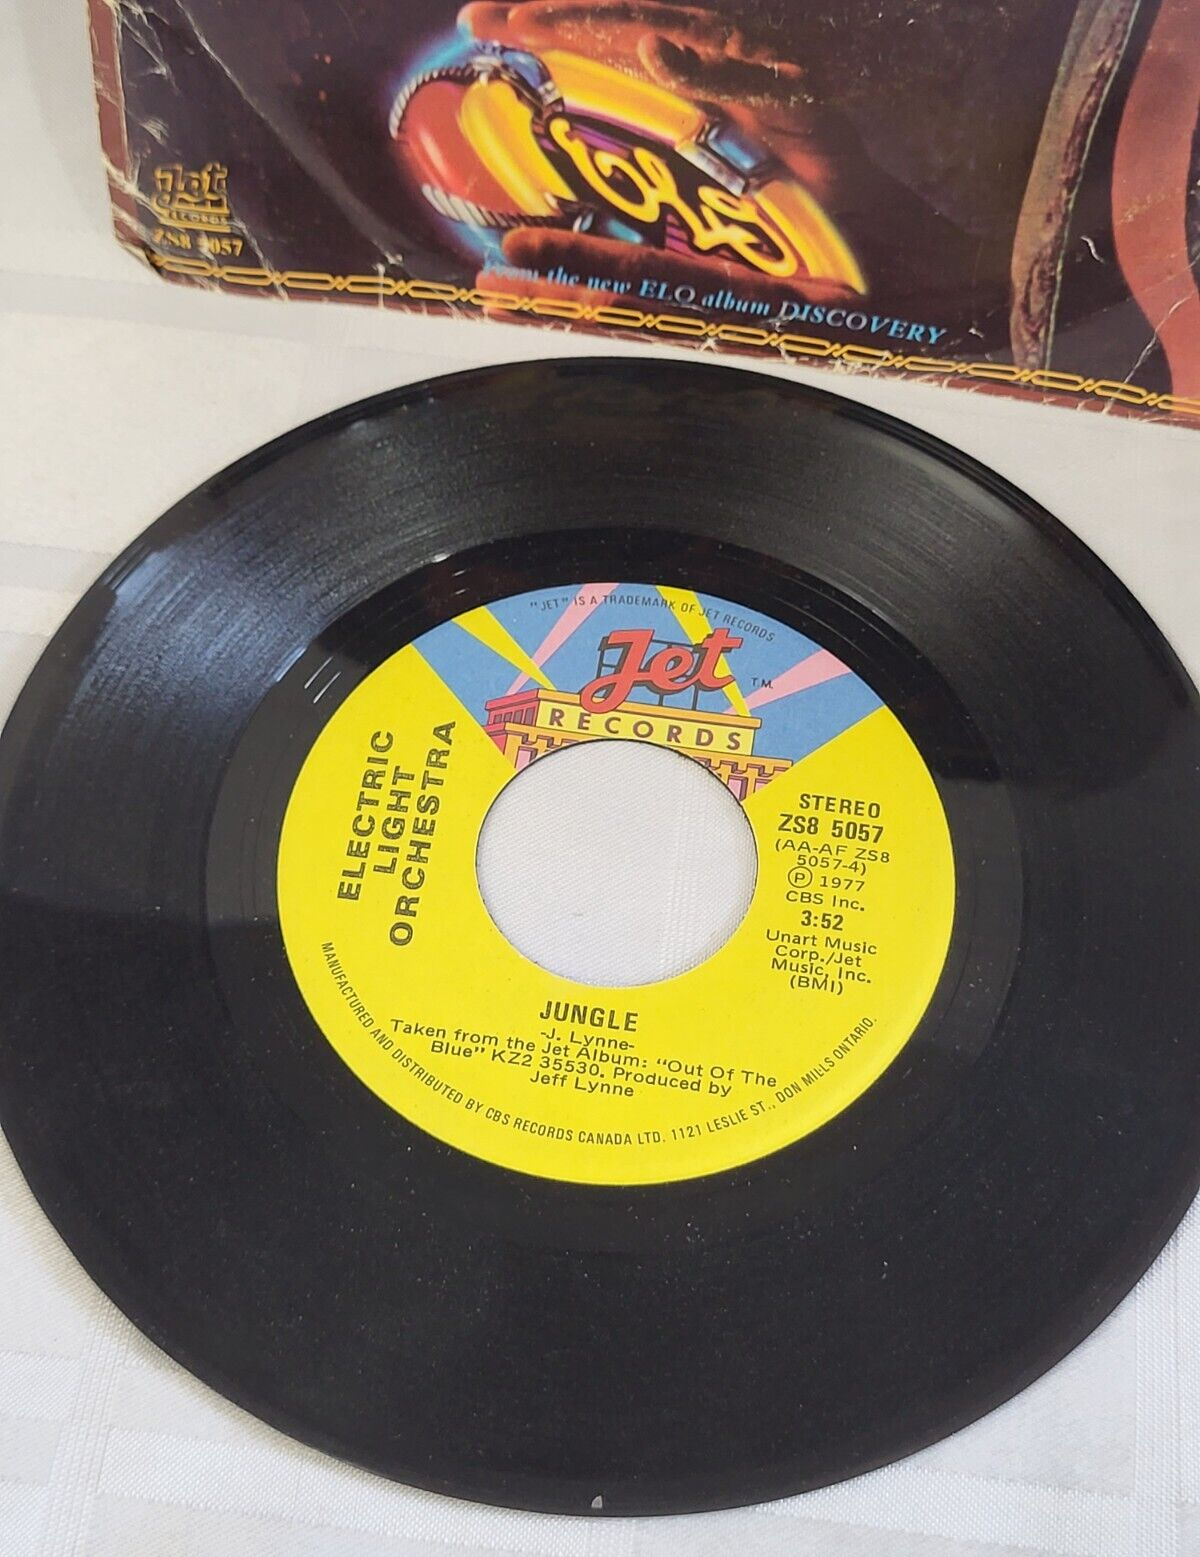 Jet
RECORDS
ZS8 5057
ELO
From the new ELO album DISCOVERY
"JET" IS A TRADEMARK OF JET RECORDS
Jet
T.M.
RECORDS
ELECTRIC
LIGHT
ORCHESTRA
STEREO
ZS8 5057
(AA-AF ZS8
5057-4)
Ⓟ 1977
CBS Inc.
3:52
Unart Music
Corp./Jet
Music, Inc.
(BMI)
JUNGLE
-J. Lynne-
Taken from the Jet Album: "Out Of The
Blue" KZ2 35530. Produced by
Jeff Lynne
MANUFACTURED AND DISTRIBUTED BY CBS RECORDS CANADA LTD. 1121 LESLIE ST., DON MILLS ONTARIO.